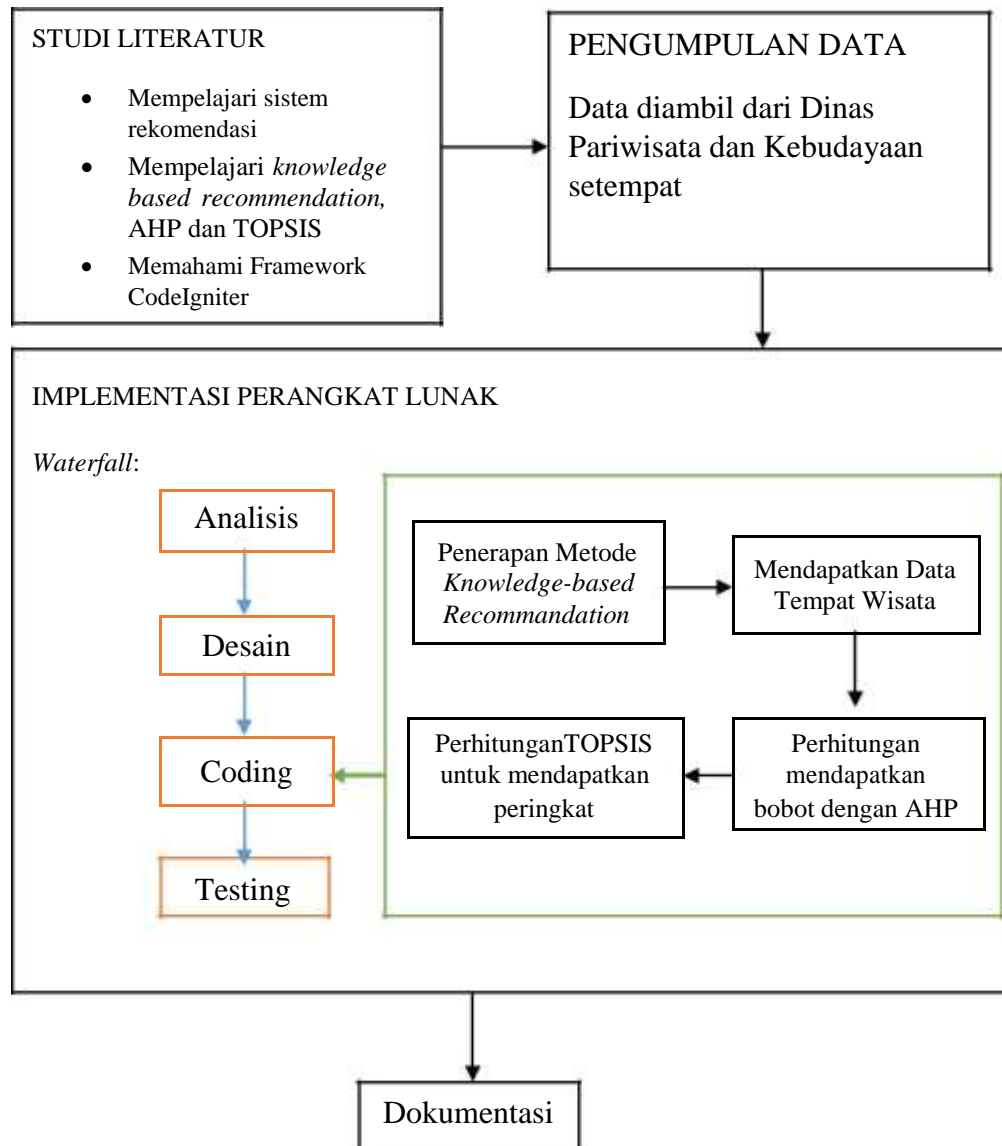 STUDI LITERATUR
• Mempelajari sistem
rekomendasi
• Mempelajari knowledge
based recommendation,
AHP dan TOPSIS
• Memahami Framework
CodeIgniter
PENGUMPULAN DATA
Data diambil dari Dinas
Pariwisata dan Kebudayaan
setempat
IMPLEMENTASI PERANGKAT LUNAK
Waterfall:
Analisis
Desain
Coding
Testing
Penerapan Metode
Knowledge-based
Recommandation
Mendapatkan Data
Tempat Wisata
Perhitungan
mendapatkan
bobot dengan AHP
PerhitunganTOPSIS
untuk mendapatkan
peringkat
Dokumentasi